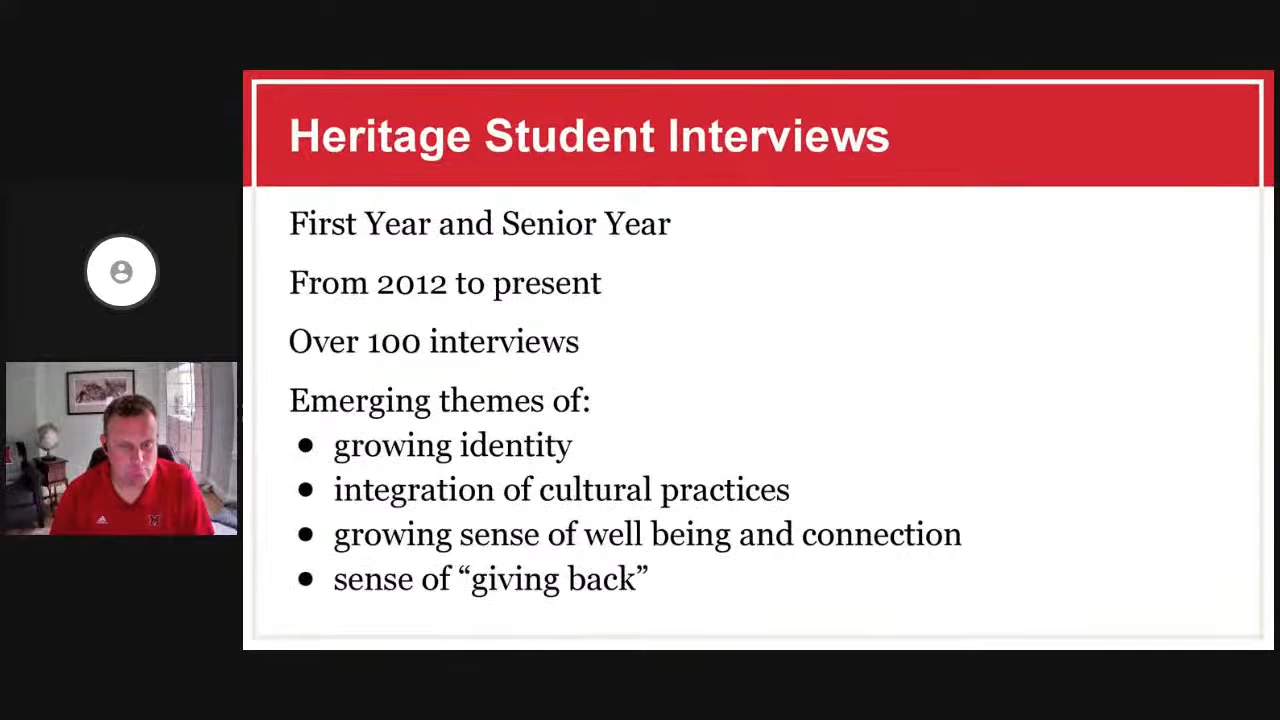 Heritage Student Interviews
First Year and Senior Year
From 2012 to present
Over 100 interviews
Emerging themes of:
● growing identity
● integration of cultural practices
● growing sense of well being and connection
● sense of “giving back”